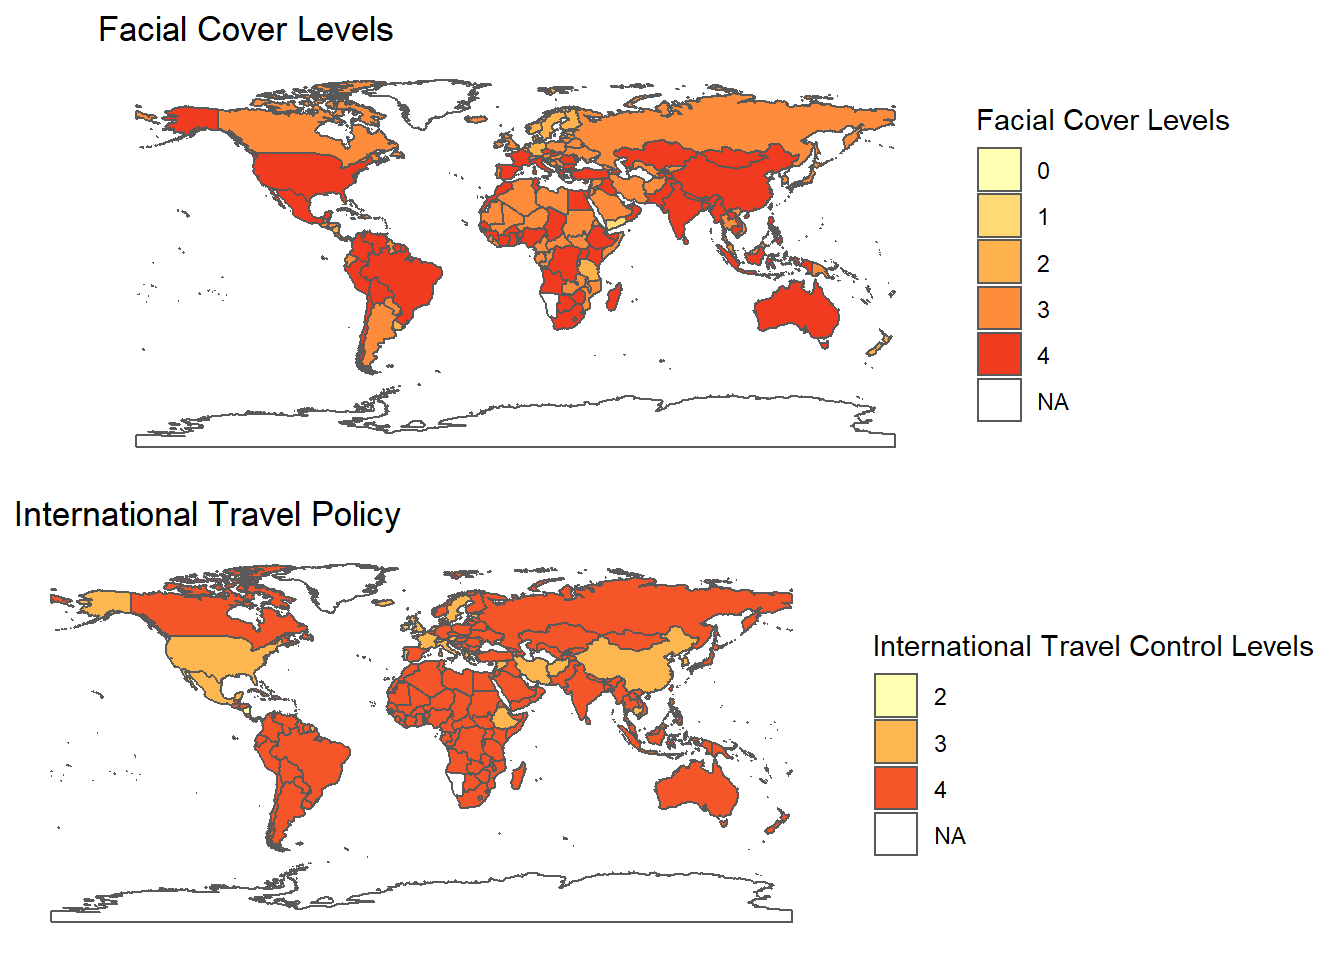 Facial Cover Levels
Facial Cover Levels
0
1
2
3
4
NA
International Travel Policy
International Travel Control Levels
2
3
4
NA